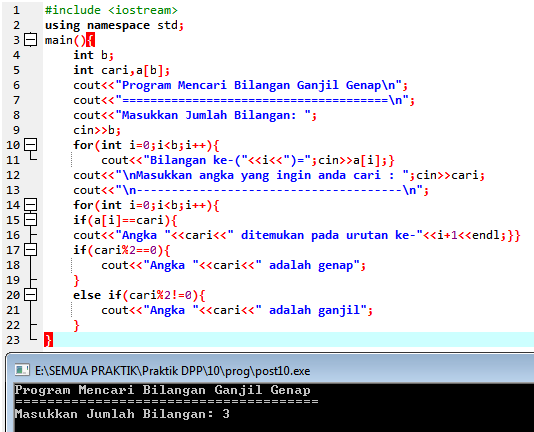 1 #include <iostream>
2 using namespace std;
3 main(){
4 int b;
5 int cari,a[b];
6 cout<<"Program Mencari Bilangan Ganjil Genap\n";
7 cout<<"=====================================\n";
8 cout<<"Masukkan Jumlah Bilangan: ";
9 cin>>b;
10 for(int i=0;i<b;i++){
11 cout<<"Bilangan ke-("<<i<<")=";cin>>a[i];}
12 cout<<"\nMasukkan angka yang ingin anda cari : ";cin>>cari;
13 cout<<"\n-------------------------------------\n";
14 for(int i=0;i<b;i++){
15 if(a[i]==cari){
16 cout<<"Angka "<<cari<<" ditemukan pada urutan ke-"<<i+1<<endl;}}
17 if(cari%2==0){
18 cout<<"Angka "<<cari<<" adalah genap";
19 }
20 else if(cari%2!=0){
21 cout<<"Angka "<<cari<<" adalah ganjil";
22 }
23 }
E:\SEMUA PRAKTIK\Praktik DPP\10\prog\post10.exe
Program Mencari Bilangan Ganjil Genap
=====================================
Masukkan Jumlah Bilangan: 3